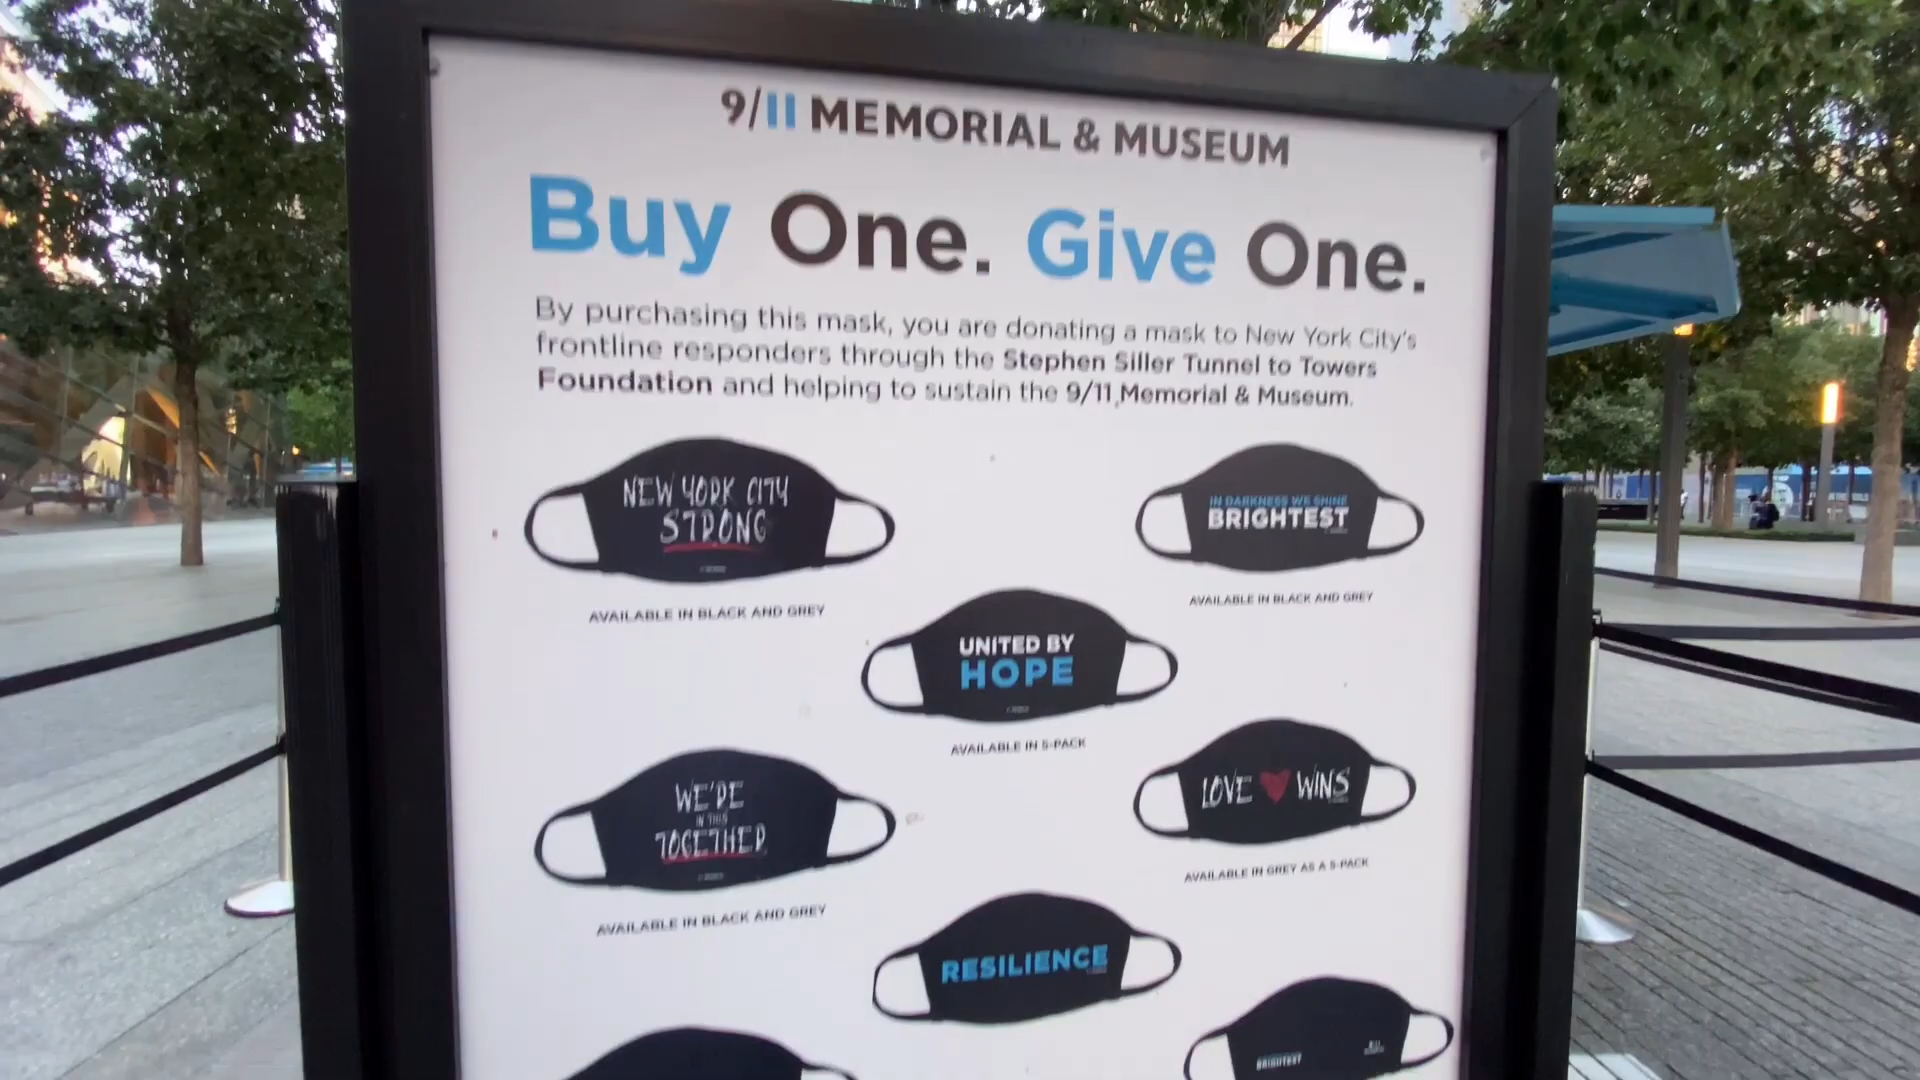 9/11 MEMORIAL & MUSEUM
Buy One. Give One.
By purchasing this mask, you are donating a mask to New York City's
frontline responders through the Stephen Siller Tunnel to Towers
Foundation and helping to sustain the 9/11 Memorial & Museum.
NEW YORK CITY
STRONG
AVAILABLE IN BLACK AND GREY
IN DARKNESS WE SHINE
BRIGHTEST
AVAILABLE IN BLACK AND GREY
UNITED BY
HOPE
AVAILABLE IN 5-PACK
WE'RE
IN THIS
TOGETHER
AVAILABLE IN BLACK AND GREY
LOVE WINS
AVAILABLE IN GREY AS A 5-PACK
RESILIENCE
BRIGHTEST